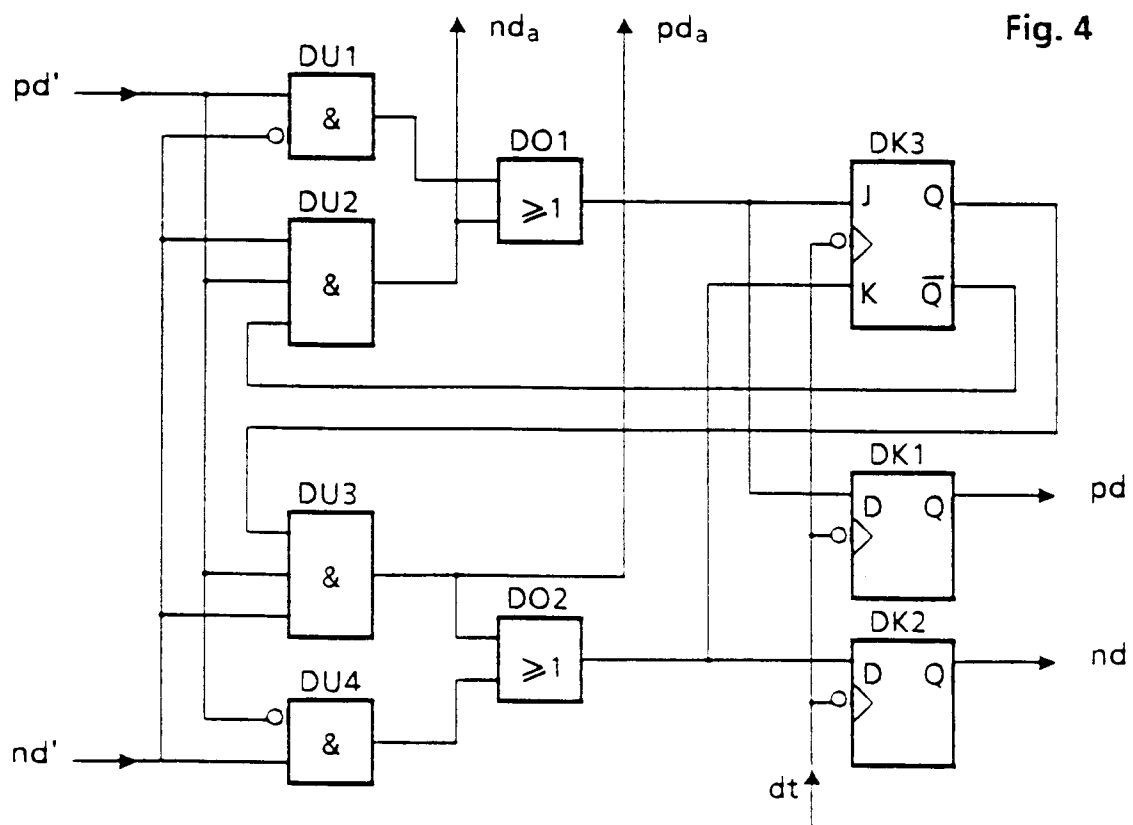 Fig. 4
nda
pda
pd'
DU1
&
DO1
≥1
DK3
J
Q
K
Q̅
DU2
&
DU3
&
DO2
≥1
DK1
D
Q
pd
DU4
&
DK2
D
Q
nd
nd'
dt